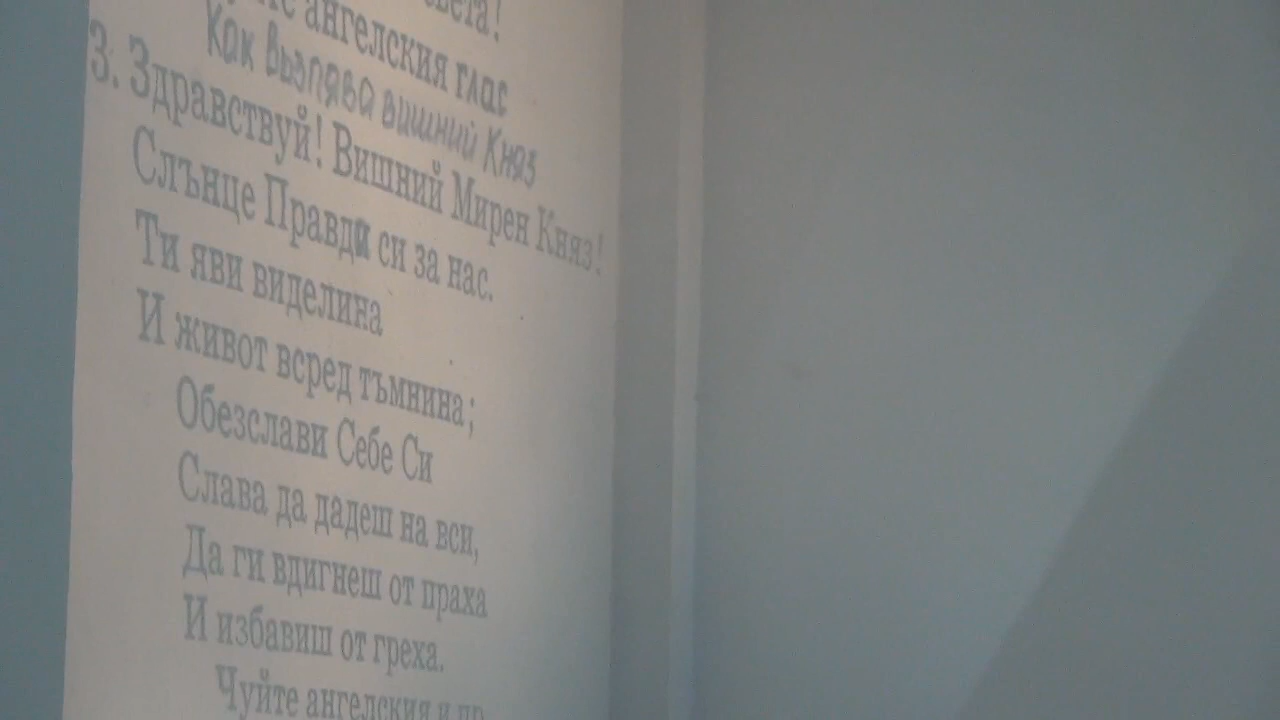 света!
ангелския глас
Как възпява вишний Княз
3. Здравствуй! Вишний Мирен Княз!
Слънце Правди си за нас.
Ти яви виделина
И живот всред тъмнина;
Обезслави Себе Си
Слава да дадеш на вси,
Да ги вдигнеш от праха
И избавиш от греха.
Чуйте ангелския